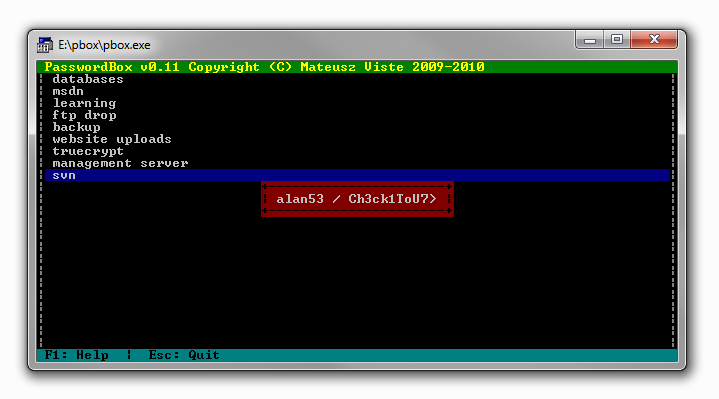 E:\pbox\pbox.exe
PasswordBox v0.11 Copyright (C) Mateusz Viste 2009-2010
databases
msdn
learning
ftp drop
backup
website uploads
truecrypt
management server
svn
alan53 / Ch3ck1ToU7>
F1: Help ¦ Esc: Quit